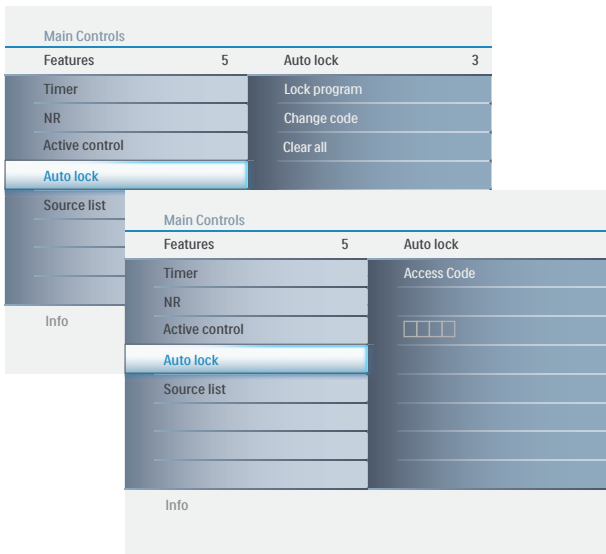 Main Controls
Features 5 Auto lock 3
Timer Lock program
NR Change code
Active control Clear all
Auto lock
Source list
Info
Main Controls
Features 5 Auto lock
Timer Access Code
NR
Active control
Auto lock
Source list
Info